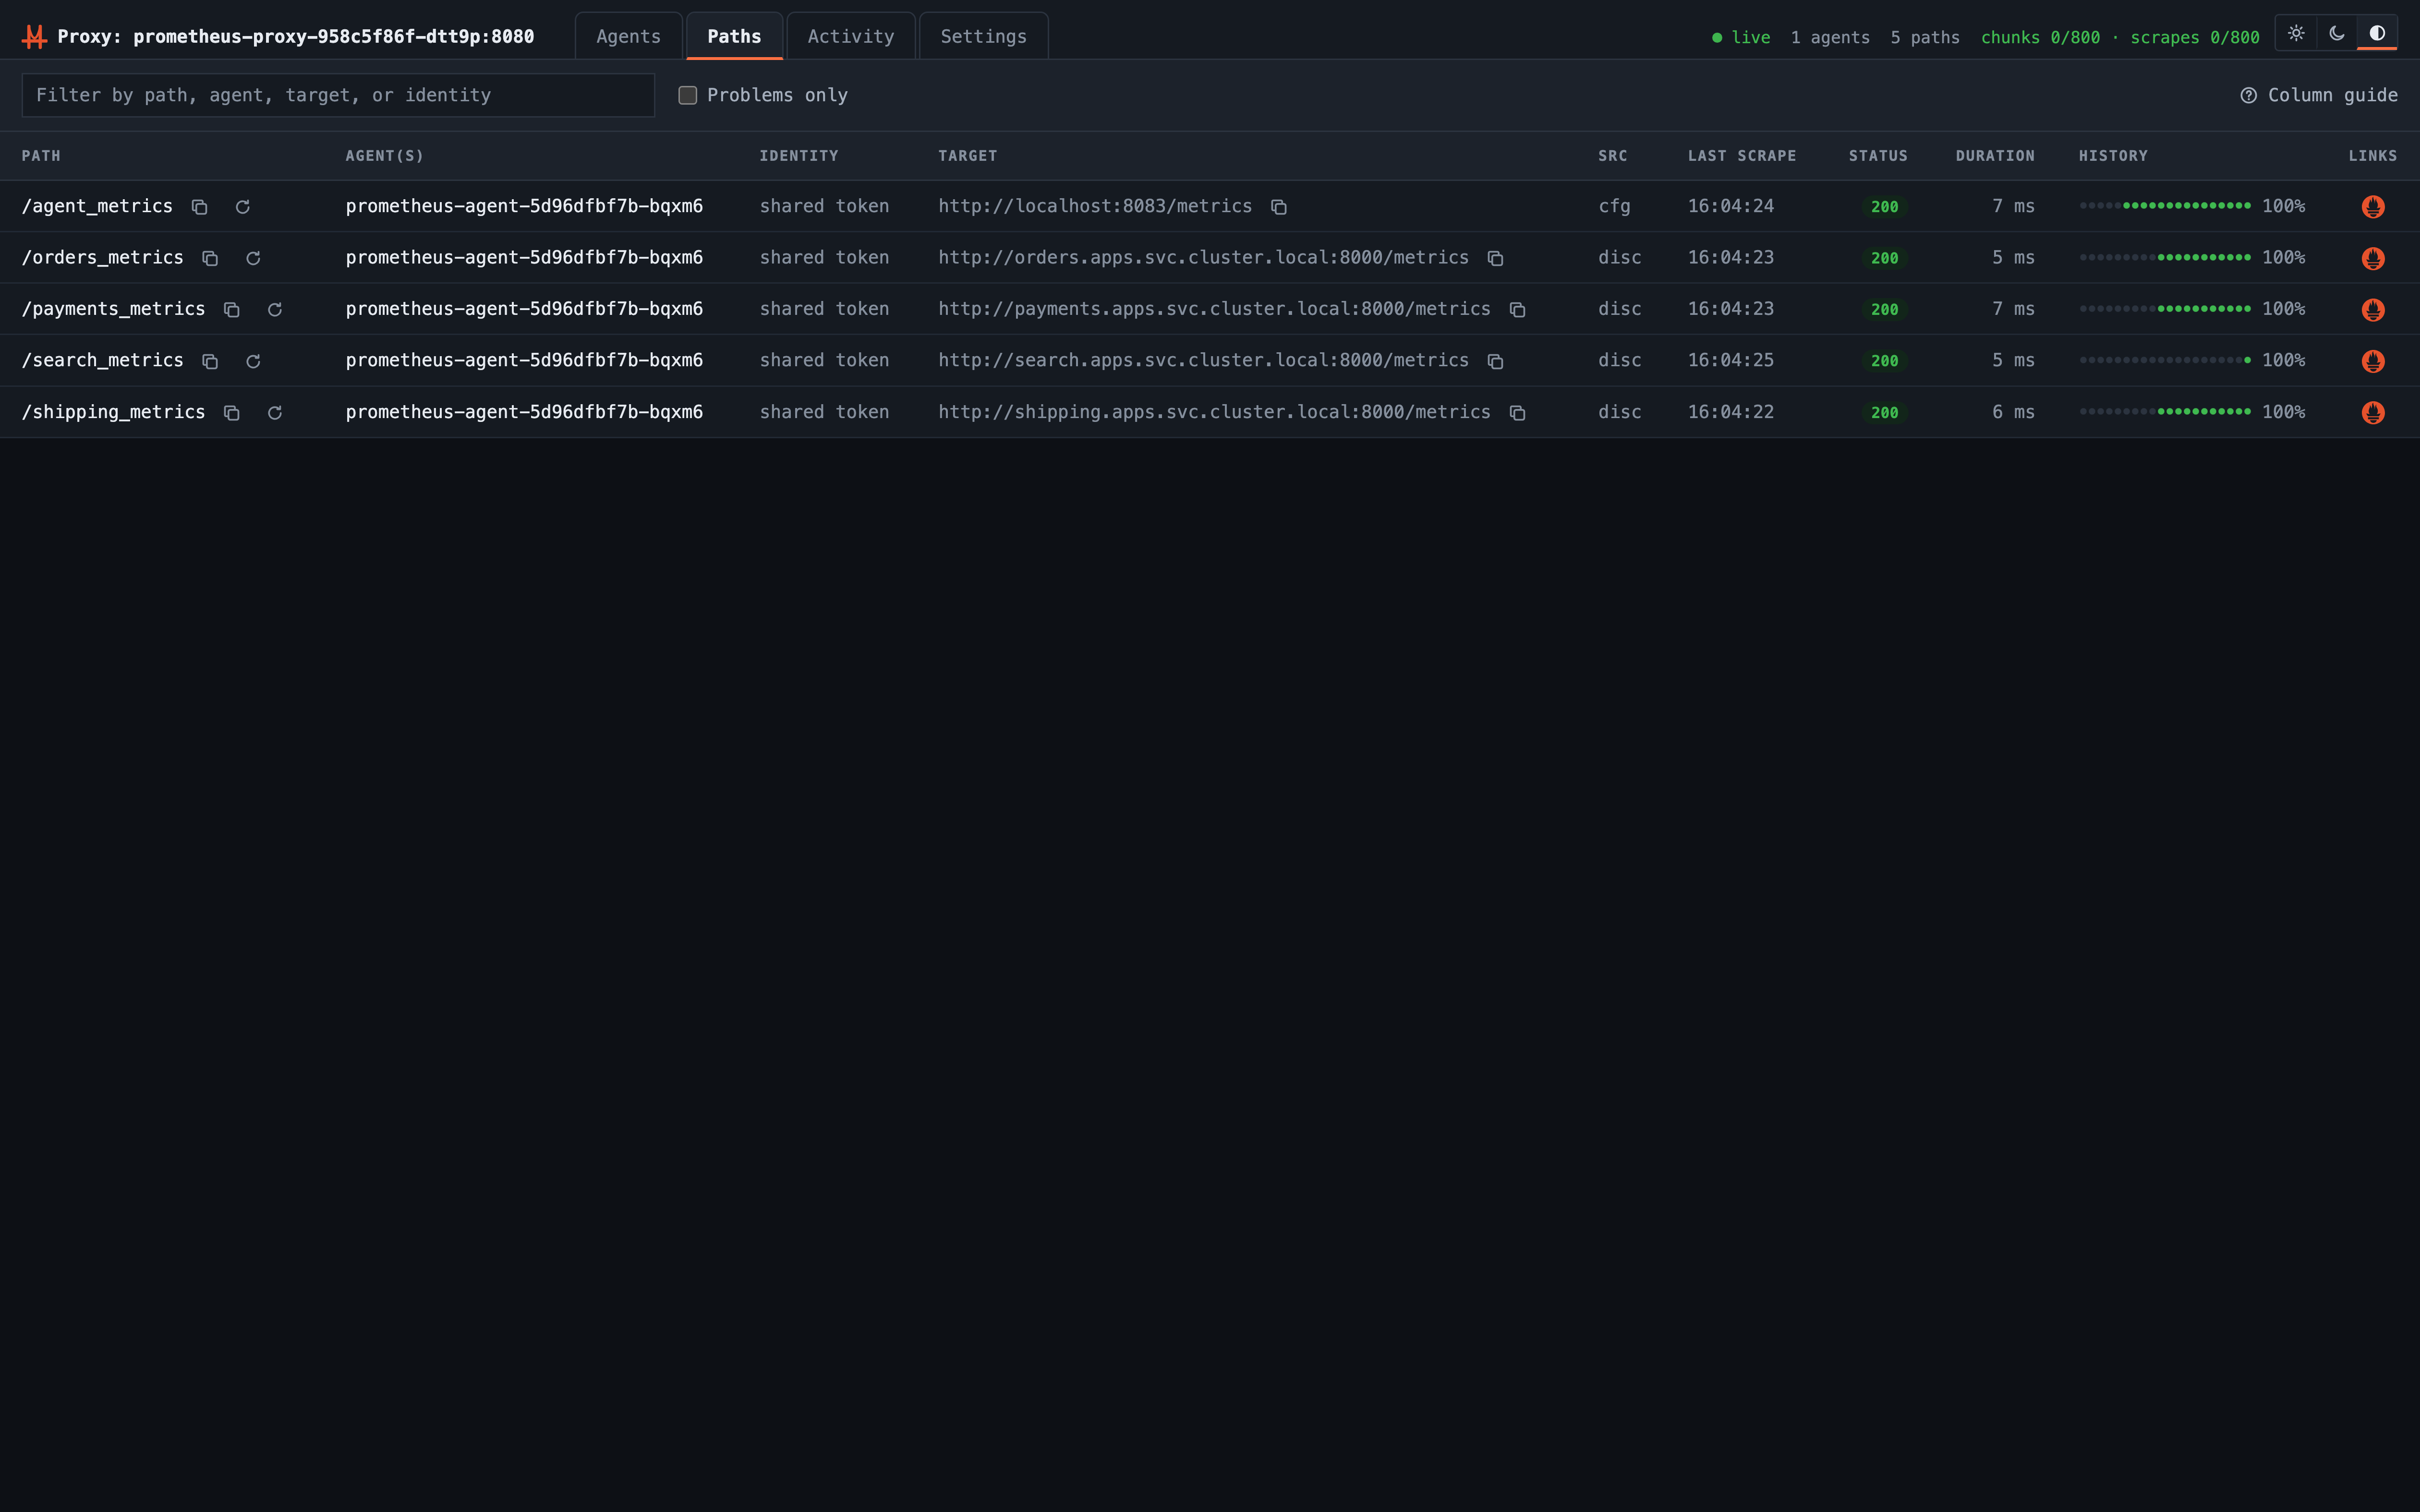 Proxy: prometheus-proxy-958c5f86f-dtt9p:8080 Agents Paths Activity Settings live 1 agents 5 paths chunks 0/800 · scrapes 0/800
Filter by path, agent, target, or identity Problems only Column guide
PATH AGENT(S) IDENTITY TARGET SRC LAST SCRAPE STATUS DURATION HISTORY LINKS
/agent_metrics prometheus-agent-5d96dfbf7b-bqxm6 shared token http://localhost:8083/metrics cfg 16:04:24 200 7 ms 100%
/orders_metrics prometheus-agent-5d96dfbf7b-bqxm6 shared token http://orders.apps.svc.cluster.local:8000/metrics disc 16:04:23 200 5 ms 100%
/payments_metrics prometheus-agent-5d96dfbf7b-bqxm6 shared token http://payments.apps.svc.cluster.local:8000/metrics disc 16:04:23 200 7 ms 100%
/search_metrics prometheus-agent-5d96dfbf7b-bqxm6 shared token http://search.apps.svc.cluster.local:8000/metrics disc 16:04:25 200 5 ms 100%
/shipping_metrics prometheus-agent-5d96dfbf7b-bqxm6 shared token http://shipping.apps.svc.cluster.local:8000/metrics disc 16:04:22 200 6 ms 100%